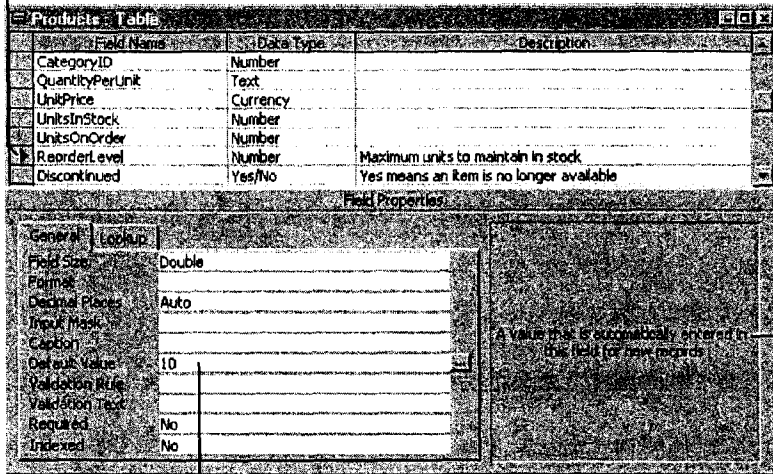 Products : Table
Field Name Data Type Description
CategoryID Number
QuantityPerUnit Text
UnitPrice Currency
UnitsInStock Number
UnitsOnOrder Number
ReorderLevel Number Maximum units to maintain in stock
Discontinued Yes/No Yes means an item is no longer available
Field Properties
General Lookup
Field Size Double
Format
Decimal Places Auto
Input Mask
Caption
Default Value 10
Validation Rule
Validation Text
Required No
Indexed No
A value that is automatically entered in
this field for new records